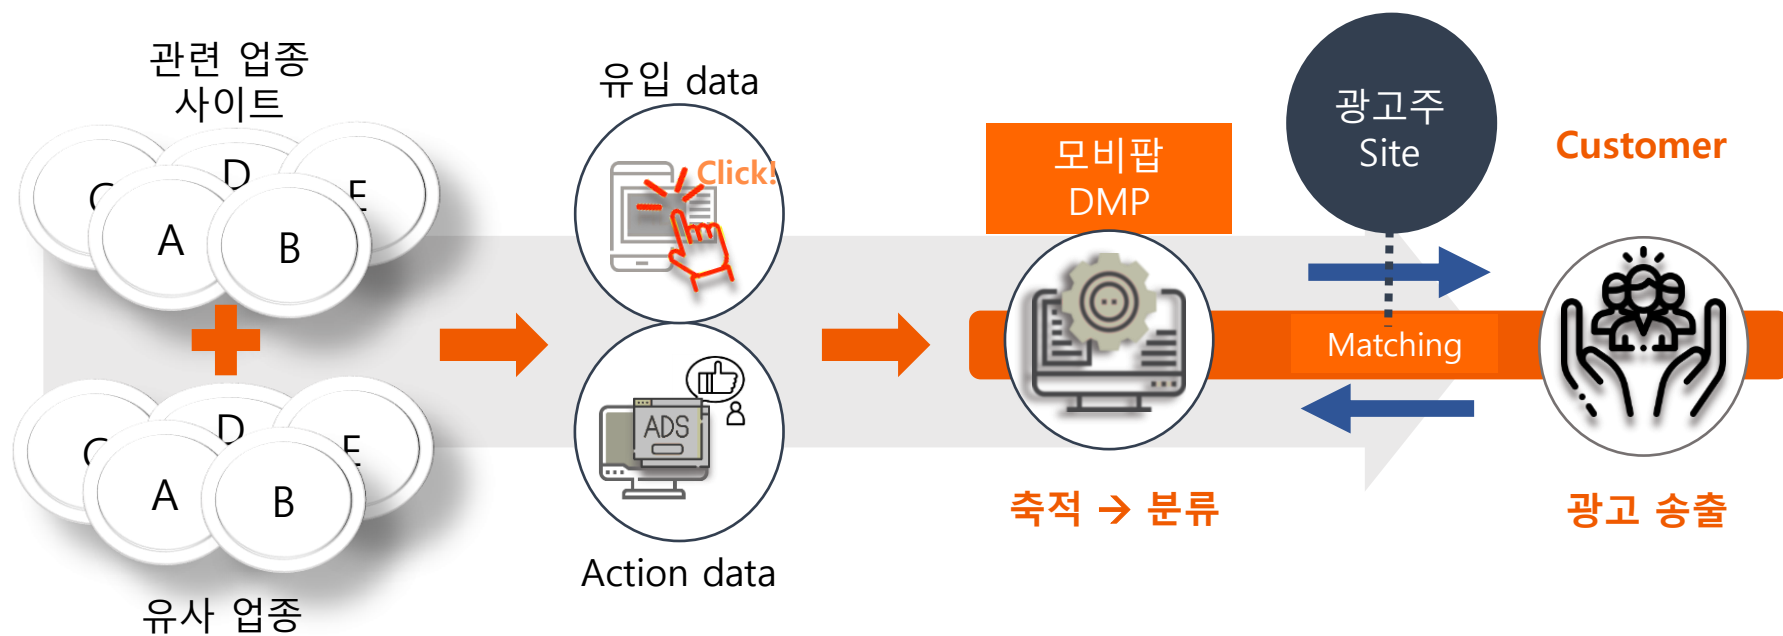 관련 업종
사이트
C
D
E
A
B
C
D
E
A
B
유사 업종
유입 data
Click!
ADS
Action data
모비팝
DMP
축적 → 분류
광고주
Site
Matching
Customer
광고 송출